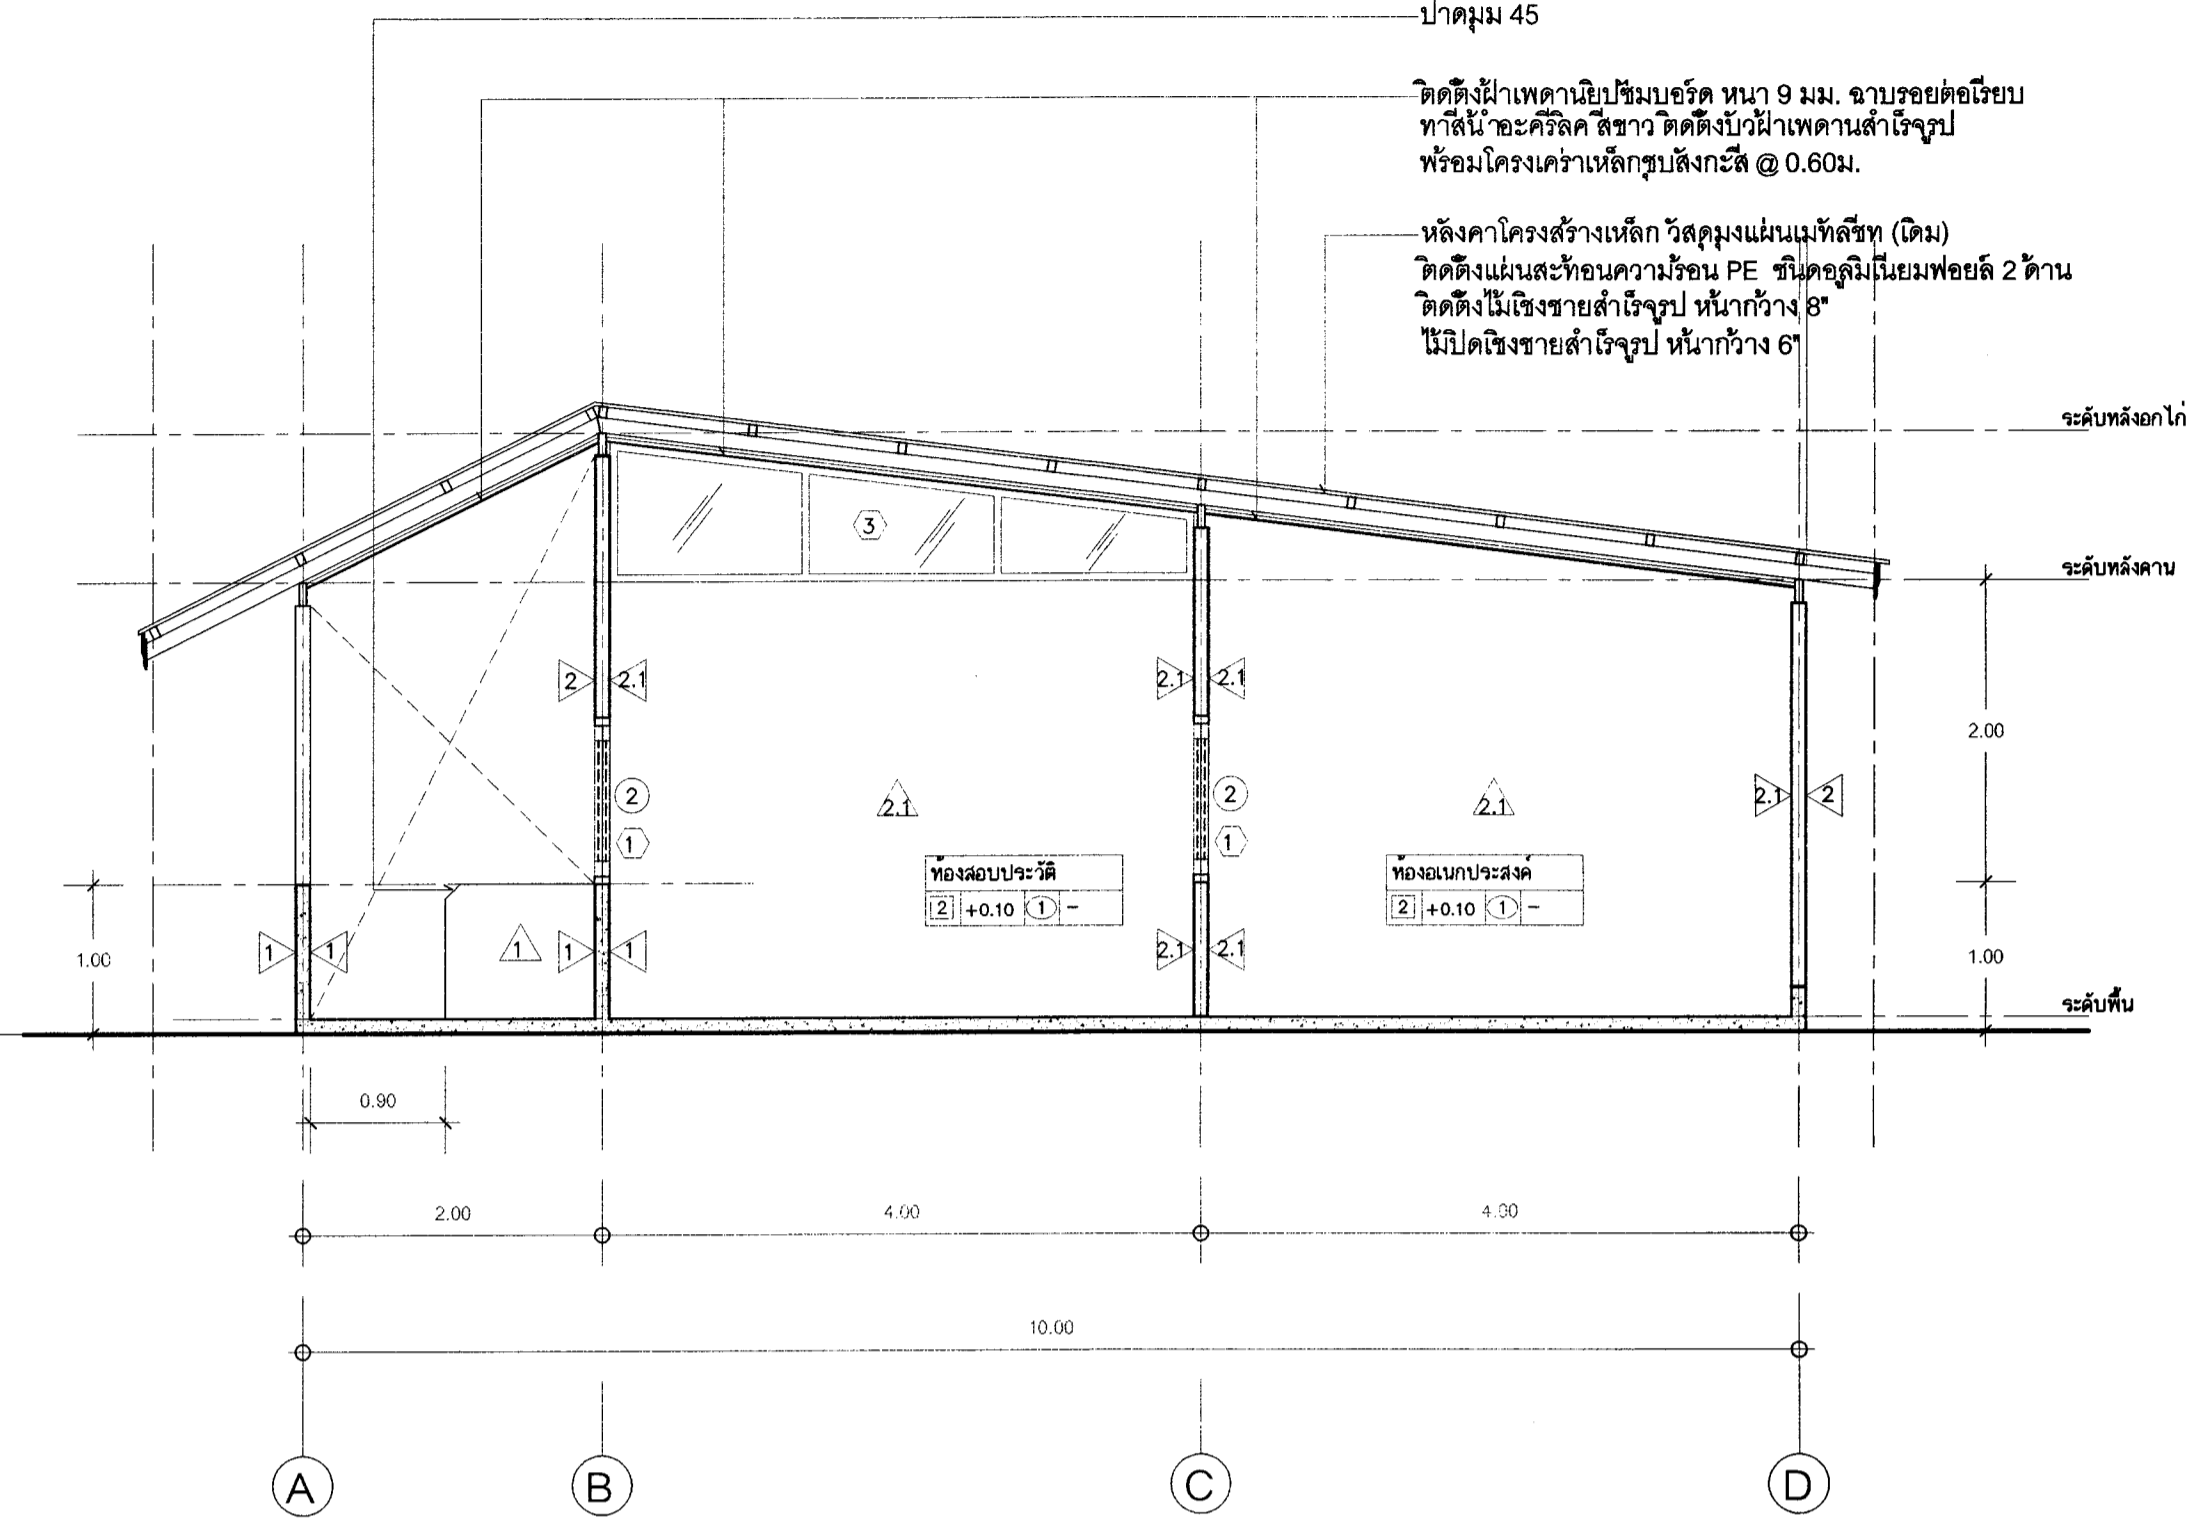 ปาดมุม 45
ติดตั้งฝ้าเพดานยิปซัมบอร์ด หนา 9 มม. ฉาบรอยต่อเรียบ
ทาสีน้ำอะคริลิค สีขาว ติดตั้งบัวฝ้าเพดานสำเร็จรูป
พร้อมโครงเคร่าเหล็กชุบสังกะสี @ 0.60ม.
หลังคาโครงสร้างเหล็ก วัสดุมุงแผ่นเมทัลชีท (เดิม)
ติดตั้งแผ่นสะท้อนความร้อน PE ชนิดอลูมิเนียมฟอยล์ 2 ด้าน
ติดตั้งไม้เชิงชายสำเร็จรูป หน้ากว้าง 8"
ไม้ปิดเชิงชายสำเร็จรูป หน้ากว้าง 6"
ระดับหลังอกไก่
3
ระดับหลังคาน
2 2.1 2.1 2.1
2.00
2 2.1 2 2.1 2.1 2
1 1
ห้องสอบประวัติ
2 +0.10 1 -
ห้องอเนกประสงค์
2 +0.10 1 -
1.00 1 1 1 1 1 2.1 2.1 1.00
ระดับพื้น
0.90
2.00 4.00 4.00
10.00
A B C D